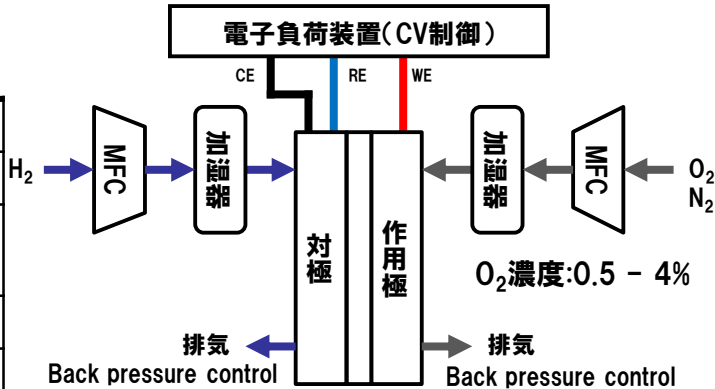 電子負荷装置(CV制御)
CE RE WE
H₂ MFC 加湿器 加湿器 MFC O₂
N₂
対極 作用極
O₂濃度:0.5 - 4%
排気 排気
Back pressure control Back pressure control